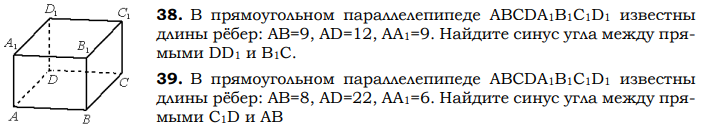 D₁
C₁
A₁
B₁
D
C
A
B
38. В прямоугольном параллелепипеде ABCDA₁B₁C₁D₁ известны
длины рёбер: AB=9, AD=12, AA₁=9. Найдите синус угла между пря-
мыми DD₁ и B₁C.
39. В прямоугольном параллелепипеде ABCDA₁B₁C₁D₁ известны
длины рёбер: AB=8, AD=22, AA₁=6. Найдите синус угла между пря-
мыми C₁D и AB